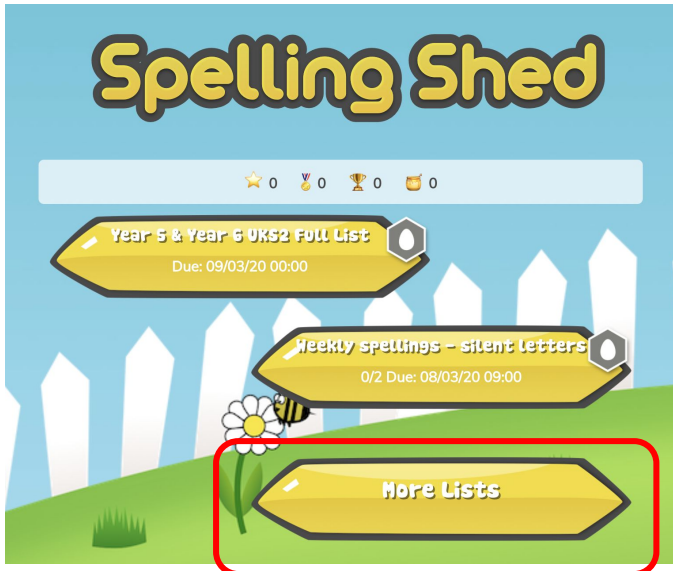 Spelling Shed
0 0 0 0
Year 5 & Year 6 UKS2 Full List
Due: 09/03/20 00:00
Weekly spellings - silent letters
0/2 Due: 08/03/20 09:00
More Lists